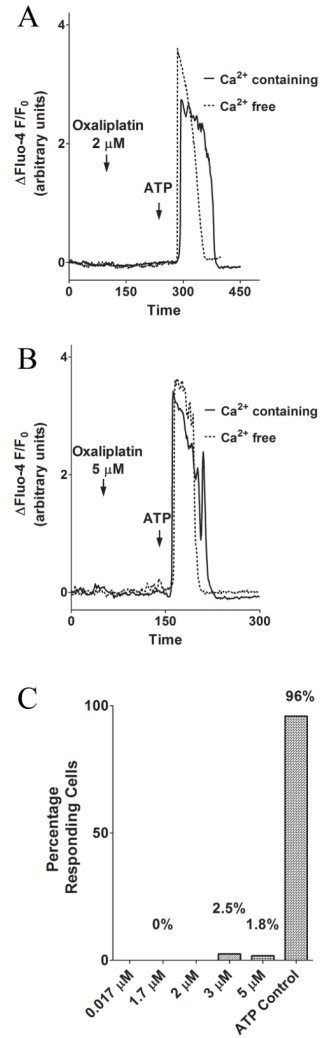 A
ΔFluo-4 F/F0
(arbitrary units)
4
2
0
Oxaliplatin
2 μM
ATP
Ca2+ containing
Ca2+ free
0 150 300 450
Time
B
ΔFluo-4 F/F0
(arbitrary units)
4
2
0
Oxaliplatin
5 μM
ATP
Ca2+ containing
Ca2+ free
0 150 300
Time
C
Percentage
Responding Cells
100
50
0
0%
2.5%
1.8%
96%
0.017 μM
1.7 μM
2 μM
3 μM
5 μM
ATP Control